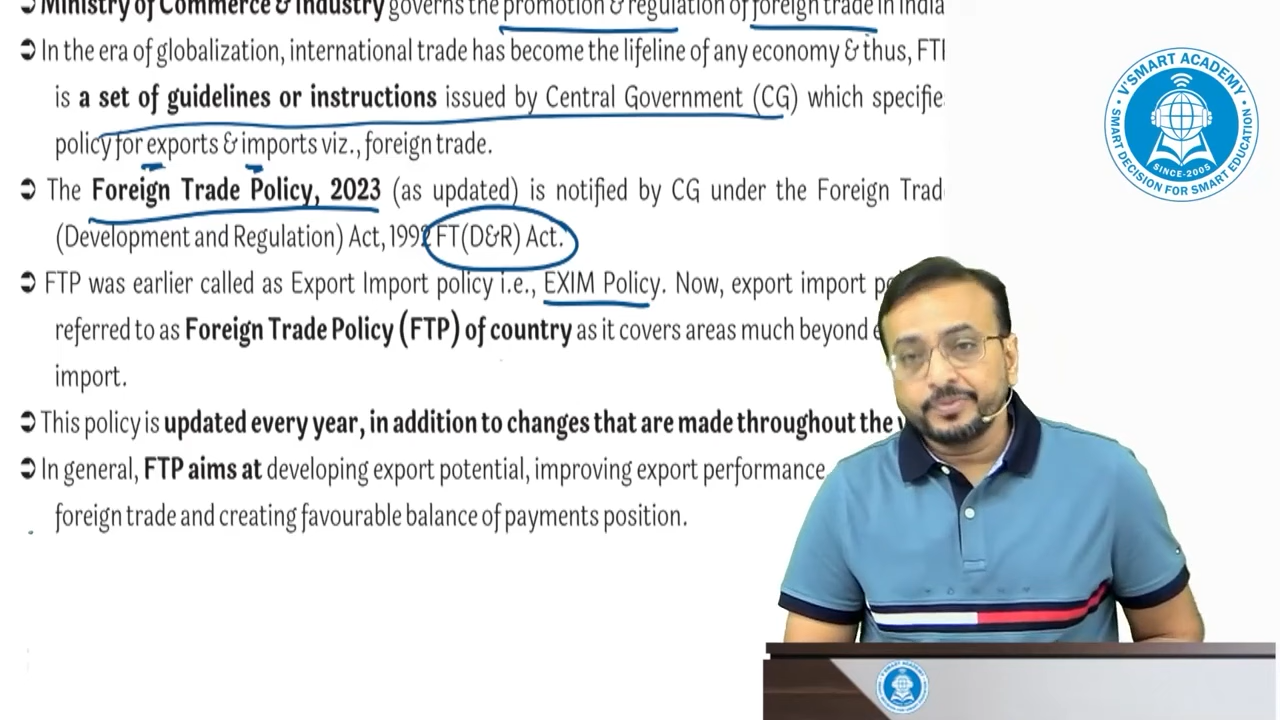 Ministry of Commerce & Industry governs the promotion & regulation of foreign trade in India
➲ In the era of globalization, international trade has become the lifeline of any economy & thus,
is a set of guidelines or instructions issued by Central Government (CG) which
policy for exports & imports viz., foreign trade.
➲ The Foreign Trade Policy, 2023 (as updated) is notified by CG under the Foreign
(Development and Regulation) Act, 1992 FT(D&R) Act.
➲ FTP was earlier called as Export Import policy i.e., EXIM Policy. Now, export import
referred to as Foreign Trade Policy (FTP) of country as it covers areas much beyond
import.
➲ This policy is updated every year, in addition to changes that are made throughout the
➲ In general, FTP aims at developing export potential, improving export performance
foreign trade and creating favourable balance of payments position.
V'SMART ACADEMY
SINCE-2005
SMART DECISION FOR SMART EDUCATION